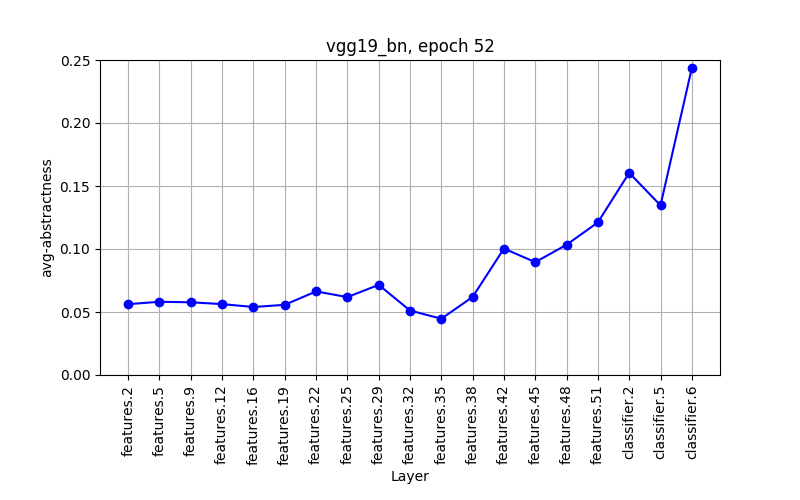 vgg19_bn, epoch 52
avg-abstractness
0.25
0.20
0.15
0.10
0.05
0.00
features.2
features.5
features.9
features.12
features.16
features.19
features.22
features.25
features.29
features.32
features.35
features.38
features.42
features.45
features.48
features.51
classifier.2
classifier.5
classifier.6
Layer